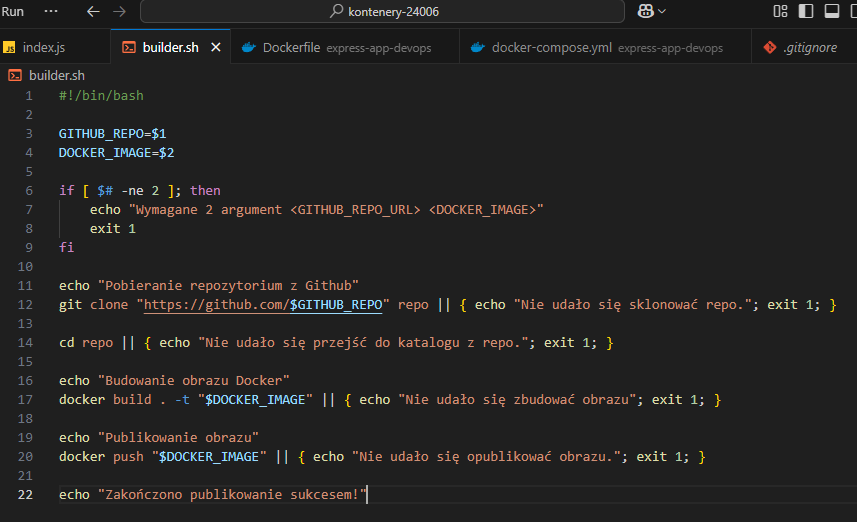 Run ··· ← → kontenery-24006
index.js builder.sh × Dockerfile express-app-devops docker-compose.yml express-app-devops .gitignore
builder.sh
1 #!/bin/bash
2
3 GITHUB_REPO=$1
4 DOCKER_IMAGE=$2
5
6 if [ $# -ne 2 ]; then
7     echo "Wymagane 2 argument <GITHUB_REPO_URL> <DOCKER_IMAGE>"
8     exit 1
9 fi
10
11 echo "Pobieranie repozytorium z Github"
12 git clone "https://github.com/$GITHUB_REPO" repo || { echo "Nie udało się sklonować repo."; exit 1; }
13
14 cd repo || { echo "Nie udało się przejść do katalogu z repo."; exit 1; }
15
16 echo "Budowanie obrazu Docker"
17 docker build . -t "$DOCKER_IMAGE" || { echo "Nie udało się zbudować obrazu"; exit 1; }
18
19 echo "Publikowanie obrazu"
20 docker push "$DOCKER_IMAGE" || { echo "Nie udało się opublikować obrazu."; exit 1; }
21
22 echo "Zakończono publikowanie sukcesem!"